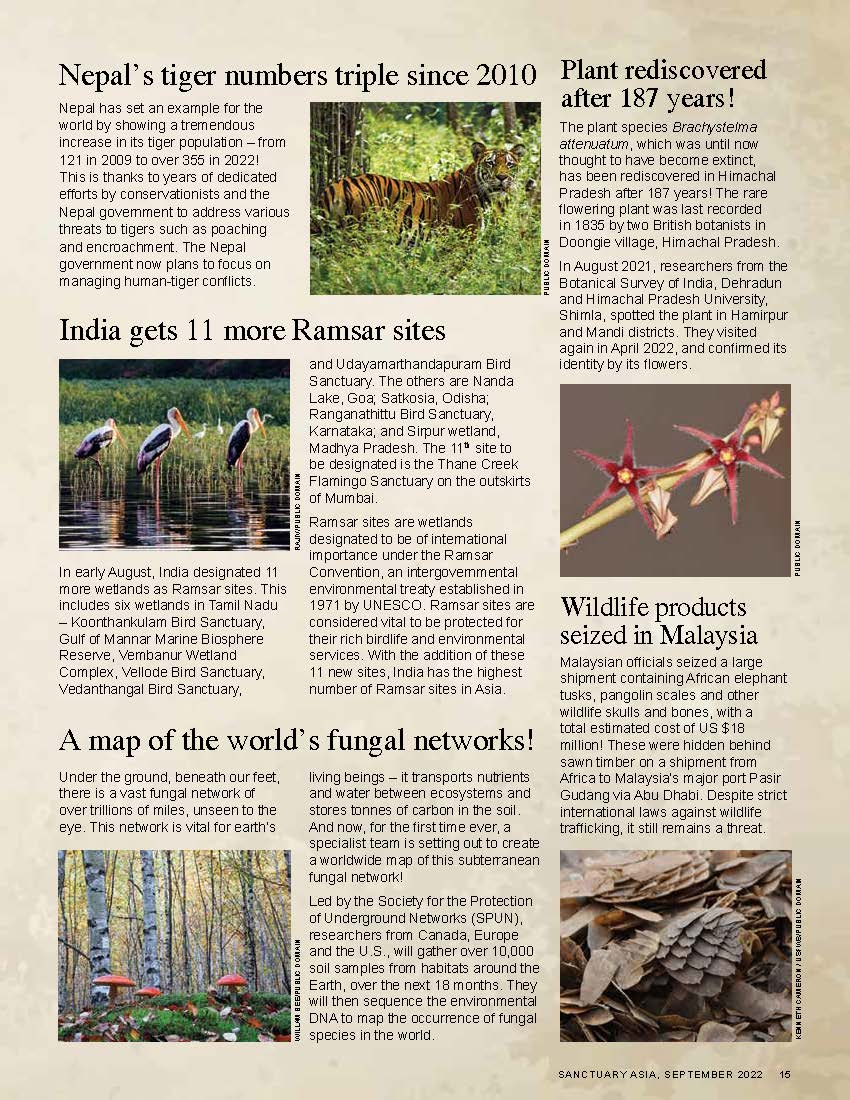 Nepal's tiger numbers triple since 2010
Nepal has set an example for the
world by showing a tremendous
increase in its tiger population – from
121 in 2009 to over 355 in 2022!
This is thanks to years of dedicated
efforts by conservationists and the
Nepal government to address various
threats to tigers such as poaching
and encroachment. The Nepal
government now plans to focus on
managing human-tiger conflicts.
PUBLIC DOMAIN
India gets 11 more Ramsar sites
RAJIV/PUBLIC DOMAIN
In early August, India designated 11
more wetlands as Ramsar sites. This
includes six wetlands in Tamil Nadu
– Koonthankulam Bird Sanctuary,
Gulf of Mannar Marine Biosphere
Reserve, Vembanur Wetland
Complex, Vellode Bird Sanctuary,
Vedanthangal Bird Sanctuary,
and Udayamarthandapuram Bird
Sanctuary. The others are Nanda
Lake, Goa; Satkosia, Odisha;
Ranganathittu Bird Sanctuary,
Karnataka; and Sirpur wetland,
Madhya Pradesh. The 11th site to
be designated is the Thane Creek
Flamingo Sanctuary on the outskirts
of Mumbai.
Ramsar sites are wetlands
designated to be of international
importance under the Ramsar
Convention, an intergovernmental
environmental treaty established in
1971 by UNESCO. Ramsar sites are
considered vital to be protected for
their rich birdlife and environmental
services. With the addition of these
11 new sites, India has the highest
number of Ramsar sites in Asia.
A map of the world's fungal networks!
Under the ground, beneath our feet,
there is a vast fungal network of
over trillions of miles, unseen to the
eye. This network is vital for earth's
WILLIAM BEE/PUBLIC DOMAIN
living beings – it transports nutrients
and water between ecosystems and
stores tonnes of carbon in the soil.
And now, for the first time ever, a
specialist team is setting out to create
a worldwide map of this subterranean
fungal network!
Led by the Society for the Protection
of Underground Networks (SPUN),
researchers from Canada, Europe
and the U.S., will gather over 10,000
soil samples from habitats around the
Earth, over the next 18 months. They
will then sequence the environmental
DNA to map the occurrence of fungal
species in the world.
Plant rediscovered
after 187 years!
The plant species Brachystelma
attenuatum, which was until now
thought to have become extinct,
has been rediscovered in Himachal
Pradesh after 187 years! The rare
flowering plant was last recorded
in 1835 by two British botanists in
Doongie village, Himachal Pradesh.
In August 2021, researchers from the
Botanical Survey of India, Dehradun
and Himachal Pradesh University,
Shimla, spotted the plant in Hamirpur
and Mandi districts. They visited
again in April 2022, and confirmed its
identity by its flowers.
PUBLIC DOMAIN
Wildlife products
seized in Malaysia
Malaysian officials seized a large
shipment containing African elephant
tusks, pangolin scales and other
wildlife skulls and bones, with a
total estimated cost of US $18
million! These were hidden behind
sawn timber on a shipment from
Africa to Malaysia's major port Pasir
Gudang via Abu Dhabi. Despite strict
international laws against wildlife
trafficking, it still remains a threat.
KENNETH CAMERON / USFWS/PUBLIC DOMAIN
SANCTUARY ASIA, SEPTEMBER 2022 15